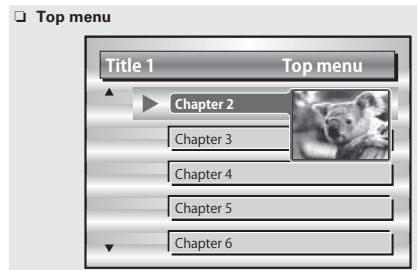 Top menu
Title 1 Top menu
Chapter 2
Chapter 3
Chapter 4
Chapter 5
Chapter 6